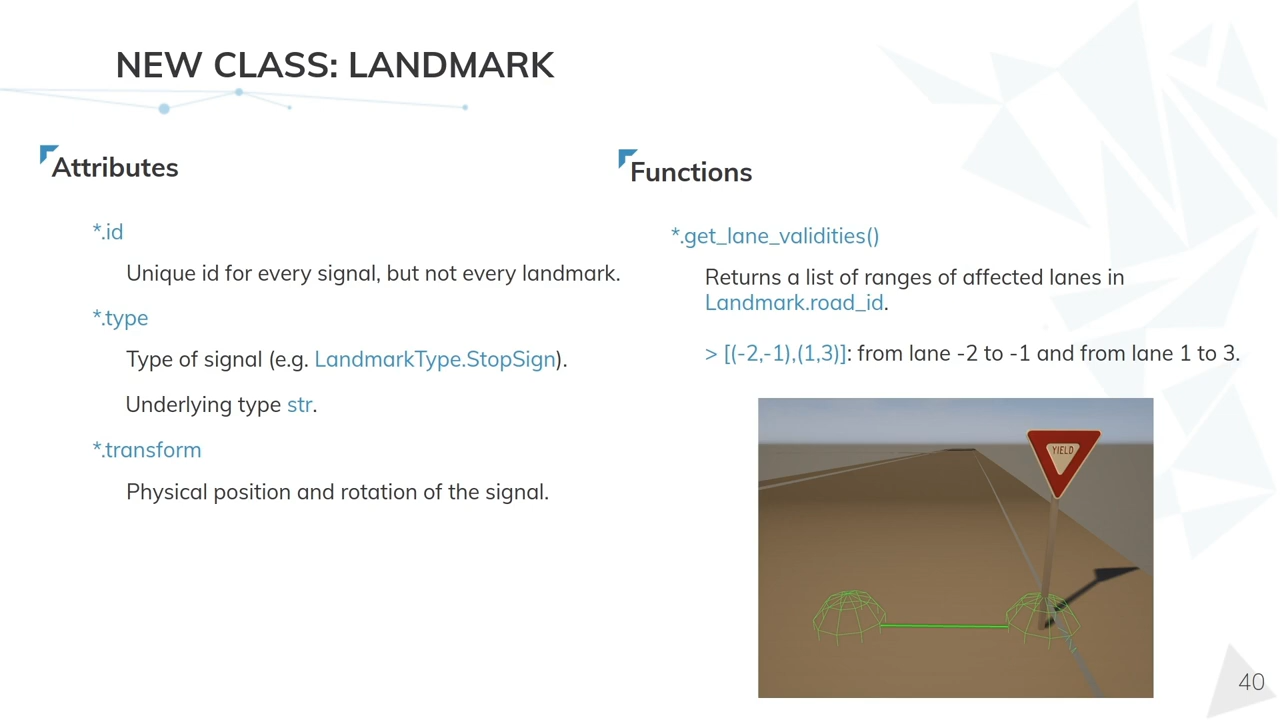 NEW CLASS: LANDMARK
Attributes
*.id
Unique id for every signal, but not every landmark.
*.type
Type of signal (e.g. LandmarkType.StopSign).
Underlying type str.
*.transform
Physical position and rotation of the signal.
Functions
*.get_lane_validities()
Returns a list of ranges of affected lanes in
Landmark.road_id.
> [(-2,-1),(1,3)]: from lane -2 to -1 and from lane 1 to 3.
YIELD
40